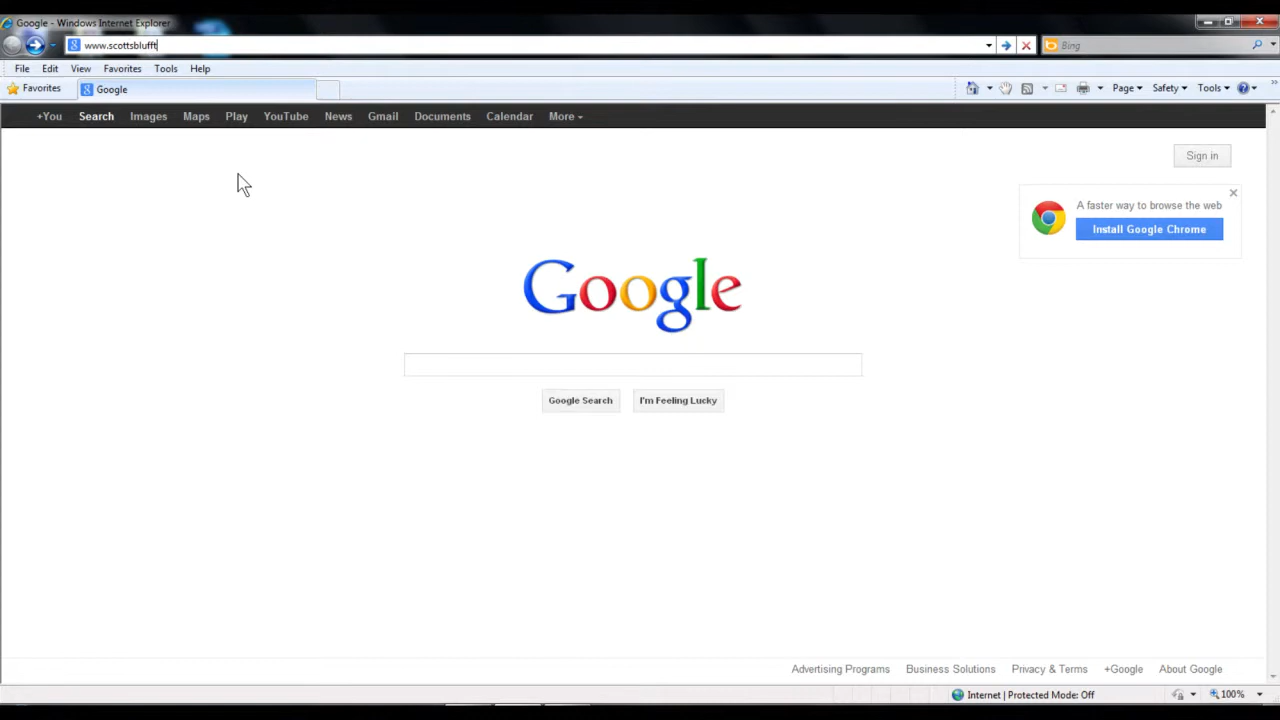 Google - Windows Internet Explorer
www.scottsblufft
Bing
File Edit View Favorites Tools Help
Favorites
Google
Page Safety Tools
+You Search Images Maps Play YouTube News Gmail Documents Calendar More
Sign in
A faster way to browse the web
Install Google Chrome
Google
Google Search I'm Feeling Lucky
Advertising Programs Business Solutions Privacy & Terms +Google About Google
Internet | Protected Mode: Off
100%